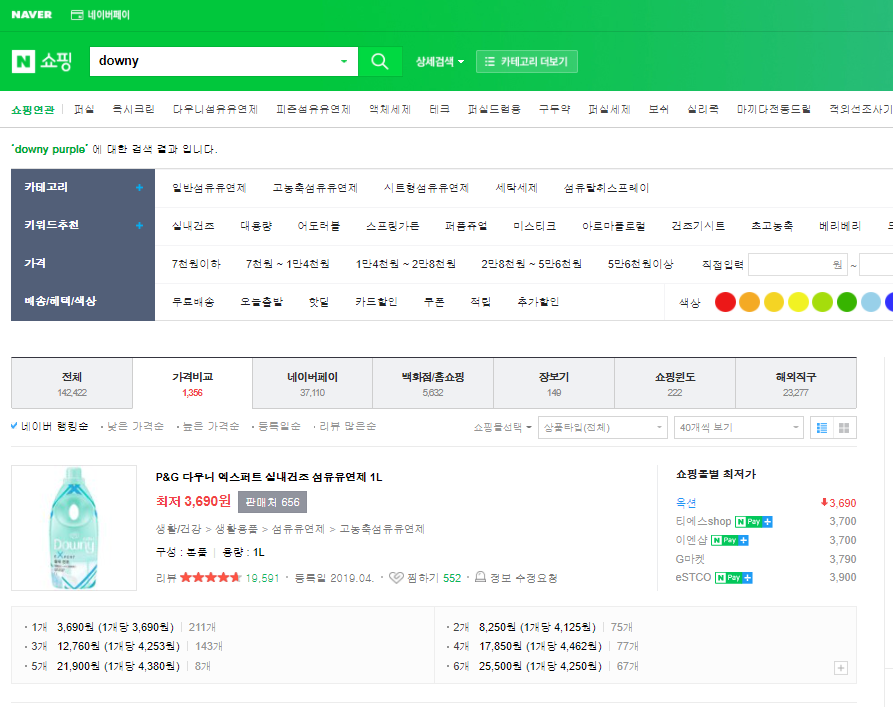 NAVER 네이버페이
N 쇼핑 downy 상세검색 카테고리 더보기
쇼핑연관 퍼실 옥시크린 다우니섬유유연제 피죤섬유유연제 액체세제 테크 퍼실드럼용 구두약 퍼실세제 보쉬 실리쿡 마끼다전동드릴 적외선조사기
'downy purple' 에 대한 검색 결과 입니다.
카테고리 + 일반섬유유연제 고농축섬유유연제 시트형섬유유연제 세탁세제 섬유탈취스프레이
키워드추천 + 실내건조 대용량 어도러블 스프링가든 퍼퓸쥬얼 미스티크 아로마플로럴 건조기시트 초고농축 베리베리
가격 7천원이하 7천원 ~ 1만4천원 1만4천원 ~ 2만8천원 2만8천원 ~ 5만6천원 5만6천원이상 직접입력 원 ~
배송/혜택/색상 무료배송 오늘출발 핫딜 카드할인 쿠폰 적립 추가할인 색상
전체 가격비교 네이버페이 백화점/홈쇼핑 장보기 쇼핑윈도 해외직구
142,422 1,356 37,110 5,632 149 222 23,277
네이버 랭킹순 · 낮은 가격순 · 높은 가격순 · 등록일순 · 리뷰 많은순 쇼핑몰선택 상품타입(전체) 40개씩 보기
P&G 다우니 엑스퍼트 실내건조 섬유유연제 1L
최저 3,690원 판매처 656
생활/건강 > 생활용품 > 섬유유연제 > 고농축섬유유연제
구성 : 본품 | 용량 : 1L
리뷰 19,591 · 등록일 2019.04. · 찜하기 552 · 정보 수정요청
Downy
EXPERT
쇼핑몰별 최저가
옥션 3,690
티에스shop N Pay + 3,700
이엔샵 N Pay + 3,700
G마켓 3,790
eSTCO N Pay + 3,900
· 1개 3,690원 (1개당 3,690원) | 211개 · 2개 8,250원 (1개당 4,125원) | 75개
· 3개 12,760원 (1개당 4,253원) | 143개 · 4개 17,850원 (1개당 4,462원) | 77개
· 5개 21,900원 (1개당 4,380원) | 8개 · 6개 25,500원 (1개당 4,250원) | 67개